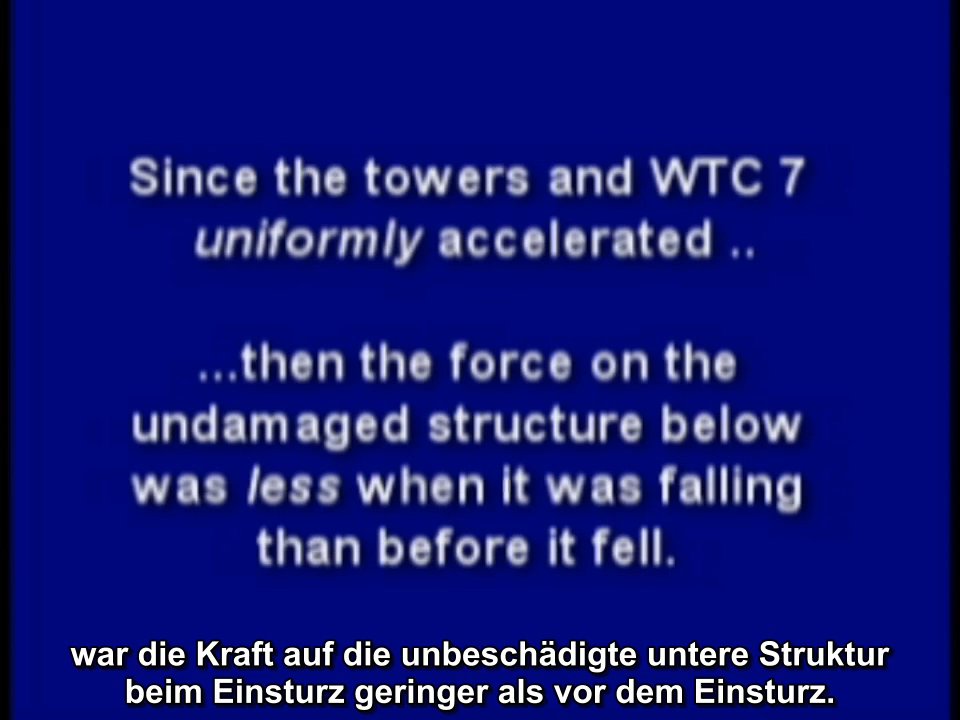 Since the towers and WTC 7
uniformly accelerated ..
...then the force on the
undamaged structure below
was less when it was falling
than before it fell.
war die Kraft auf die unbeschädigte untere Struktur
beim Einsturz geringer als vor dem Einsturz.